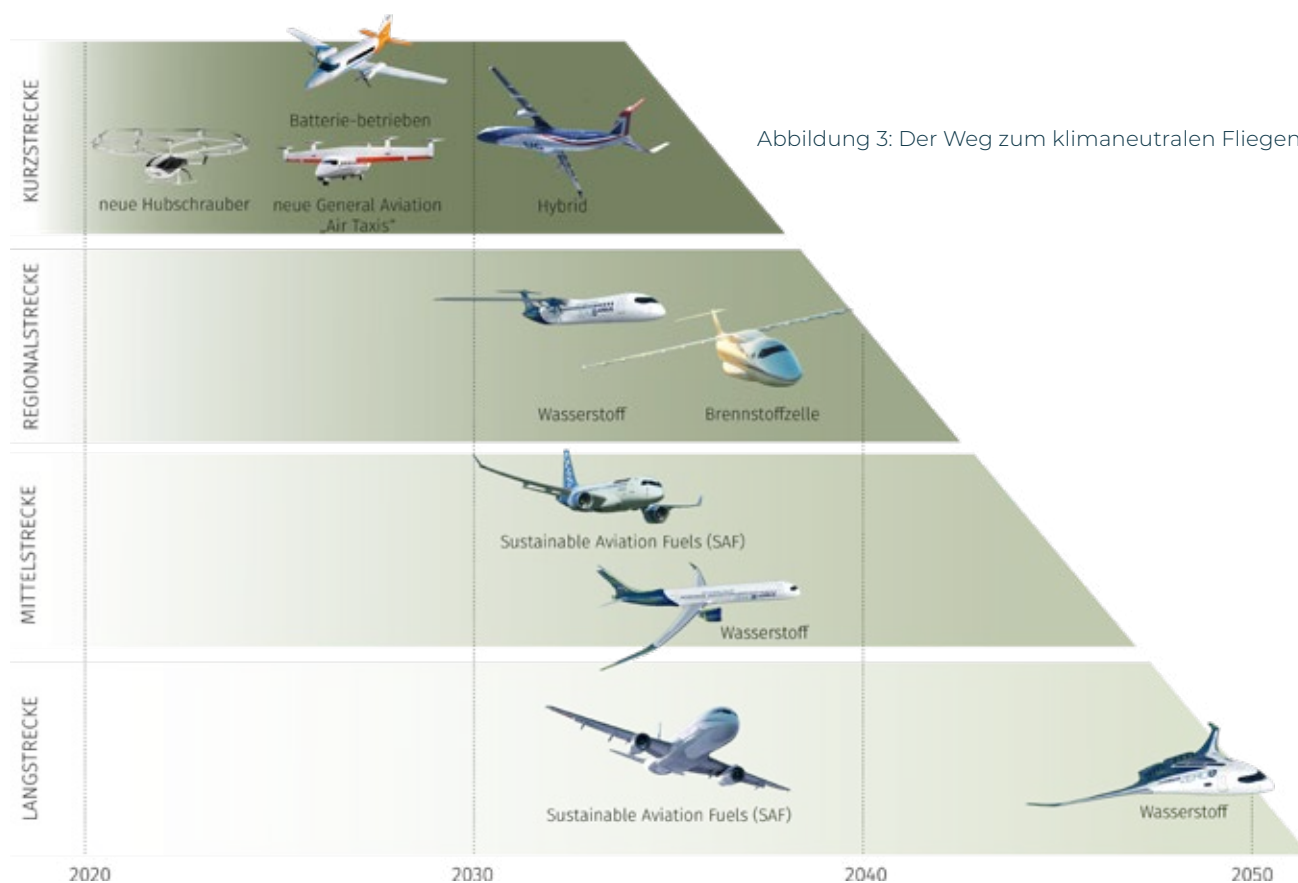 Abbildung 3: Der Weg zum klimaneutralen Fliegen
KURZSTRECKE
Batterie-betrieben
neue Hubschrauber
neue General Aviation
„Air Taxis“
Hybrid
REGIONALSTRECKE
Wasserstoff
Brennstoffzelle
MITTELSTRECKE
Sustainable Aviation Fuels (SAF)
Wasserstoff
LANGSTRECKE
Sustainable Aviation Fuels (SAF)
Wasserstoff
2020
2030
2040
2050